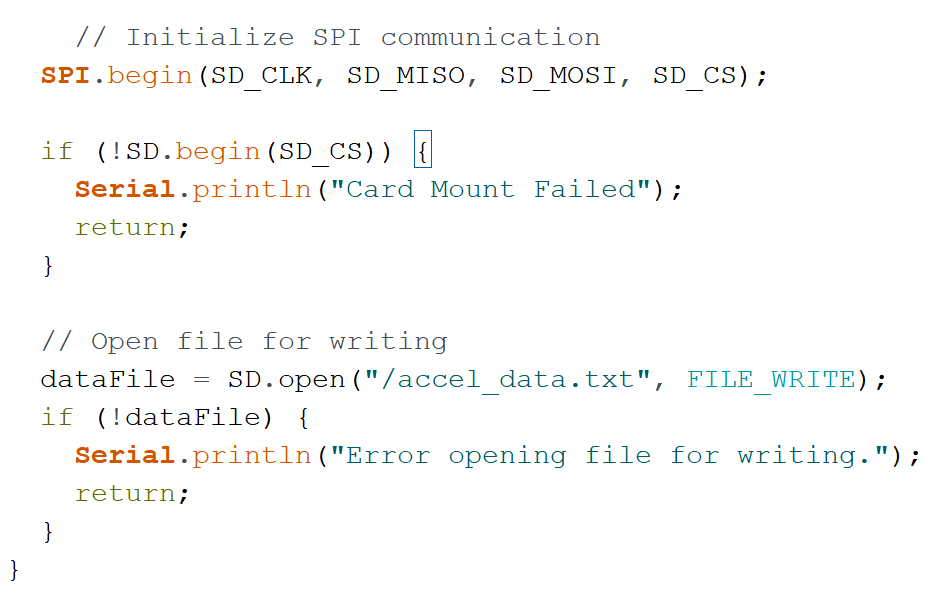 // Initialize SPI communication
SPI.begin(SD_CLK, SD_MISO, SD_MOSI, SD_CS);
if (!SD.begin(SD_CS)) {
Serial.println("Card Mount Failed");
return;
}
// Open file for writing
dataFile = SD.open("/accel_data.txt", FILE_WRITE);
if (!dataFile) {
Serial.println("Error opening file for writing.");
return;
}
}